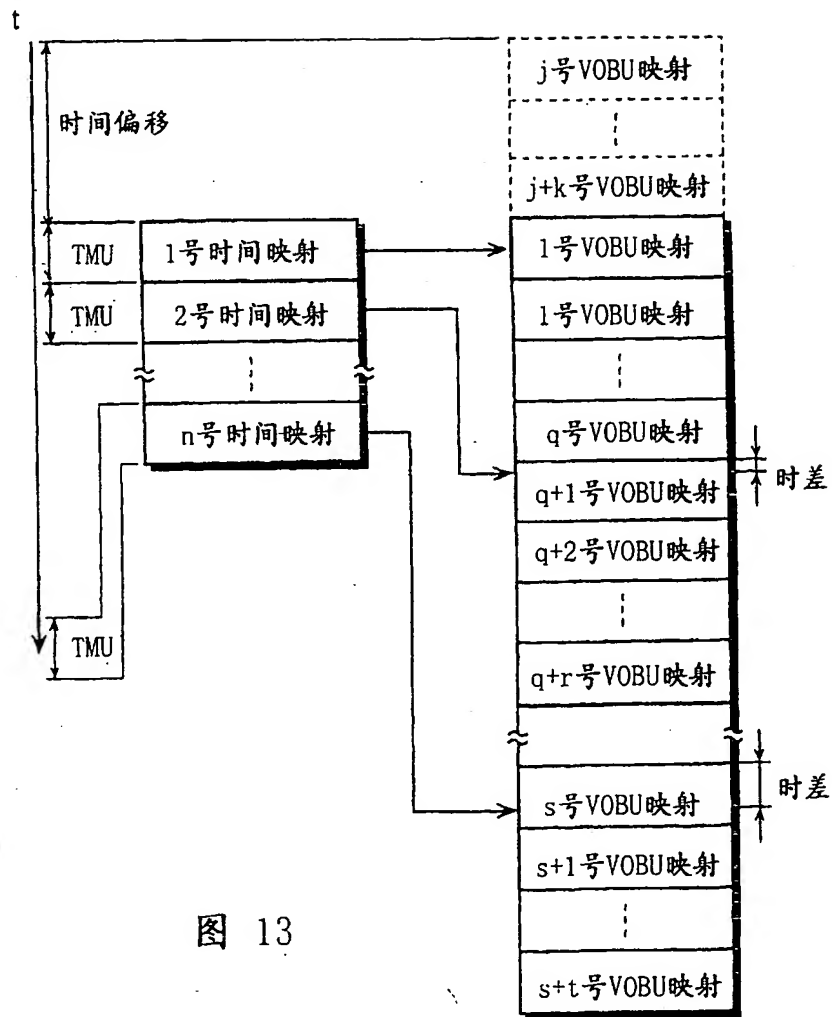 t
时间偏移
j号VOBU映射
j+k号VOBU映射
TMU
1号时间映射
1号VOBU映射
TMU
2号时间映射
1号VOBU映射
n号时间映射
q号VOBU映射
时差
q+1号VOBU映射
q+2号VOBU映射
TMU
q+r号VOBU映射
s号VOBU映射
时差
s+1号VOBU映射
s+t号VOBU映射
图 13